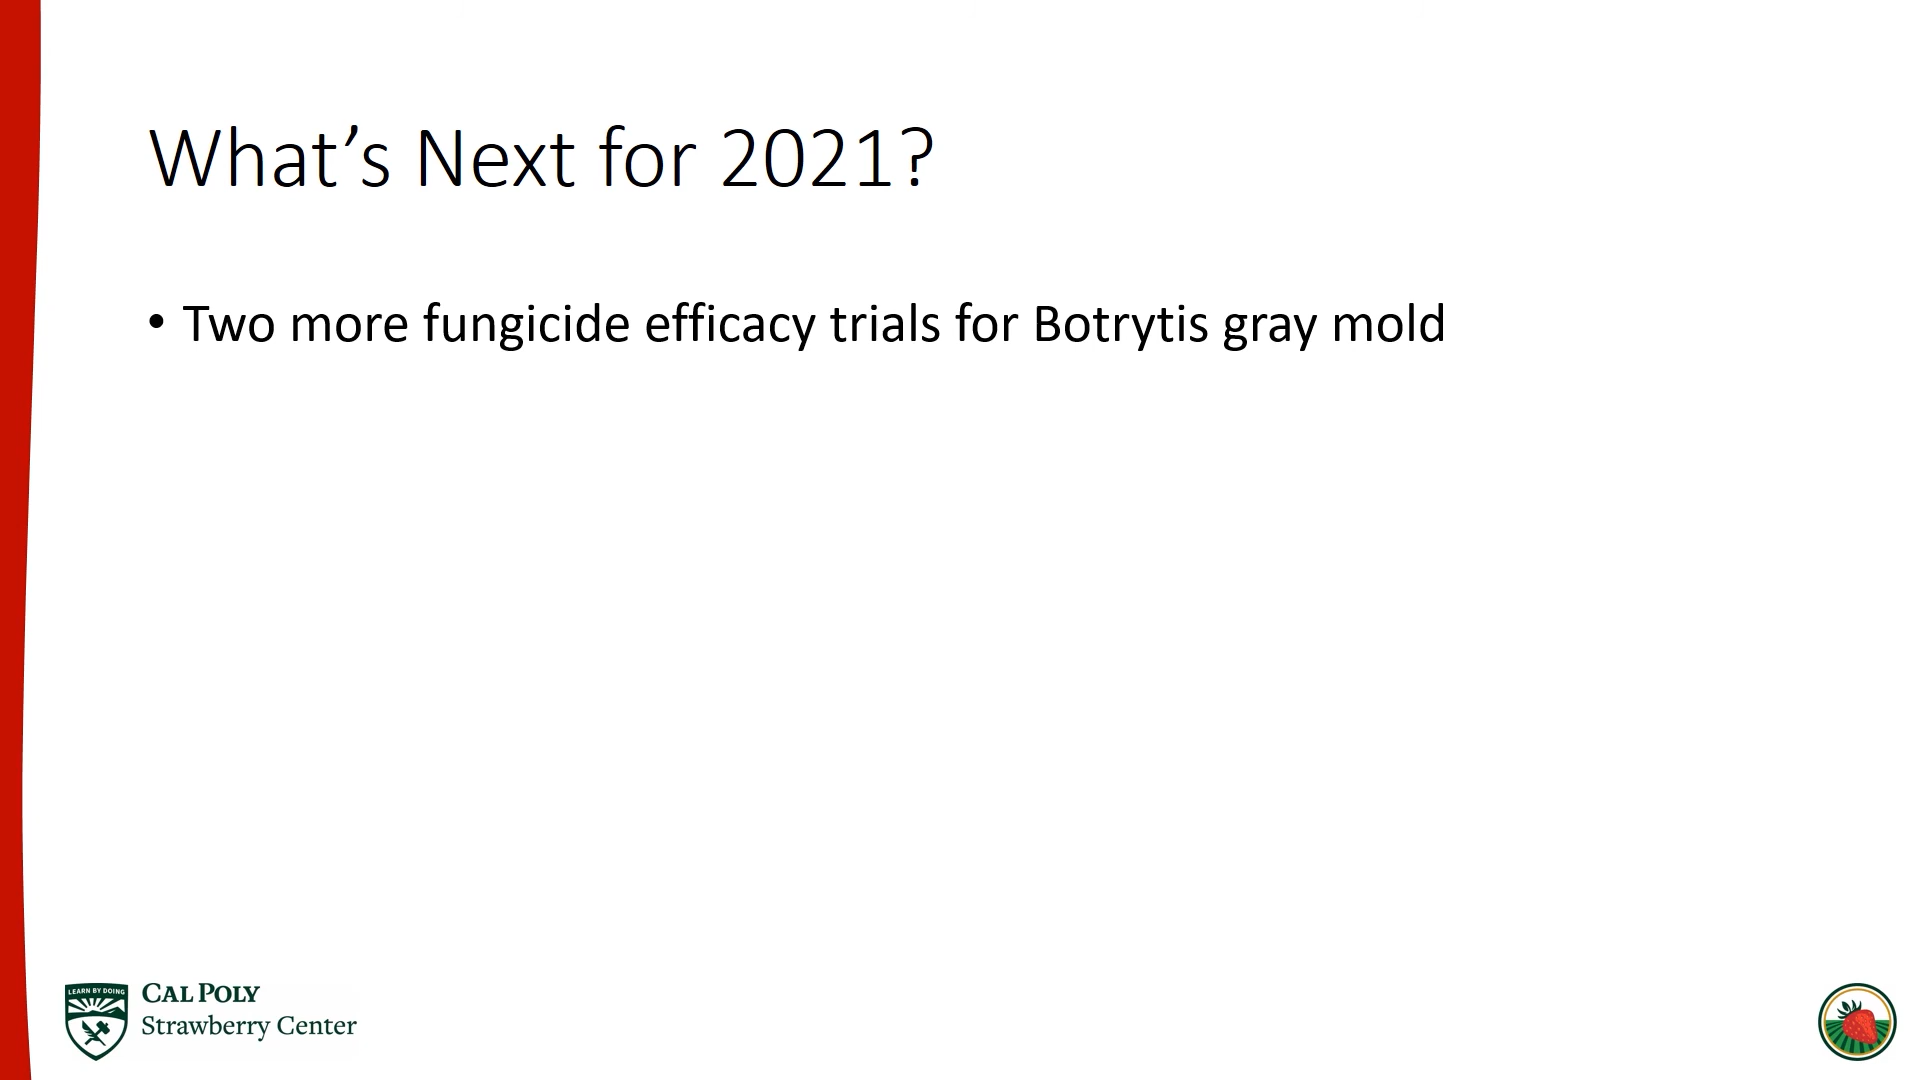 What’s Next for 2021?
• Two more fungicide efficacy trials for Botrytis gray mold
LEARN BY DOING
CAL POLY
Strawberry Center